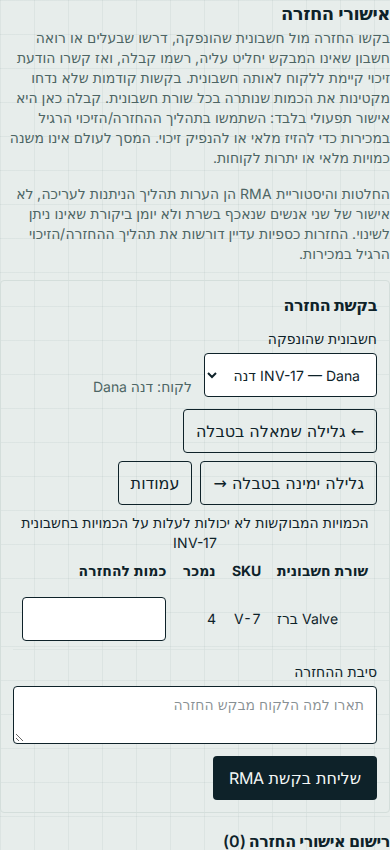 אישורי החזרה
בקשו החזרה מול חשבונית שהונפקה, דרשו שבעלים או רואה
חשבון שאינו המבקש יחליט עליה, רשמו קבלה, ואז קשרו הודעת
זיכוי קיימת ללקוח לאותה חשבונית. בקשות קודמות שלא נדחו
מקטינות את הכמות שנותרה בכל שורת חשבונית. קבלה כאן היא
אישור תפעולי בלבד: השתמשו בתהליך ההחזרה/הזיכוי הרגיל
במכירות כדי להזיז מלאי או להנפיק זיכוי. המסך לעולם אינו משנה
כמויות מלאי או יתרות לקוחות.
החלטות והיסטוריית RMA הן הערות תהליך הניתנות לעריכה, לא
אישור של שני אנשים שנאכף בשרת ולא יומן ביקורת שאינו ניתן
לשינוי. החזרות כספיות עדיין דורשות את תהליך ההחזרה/הזיכוי
הרגיל במכירות.
בקשת החזרה
חשבונית שהונפקה
INV-17 — Dana דנה
לקוח: דנה Dana
← גלילה שמאלה בטבלה
גלילה ימינה בטבלה →
עמודות
הכמויות המבוקשות לא יכולות לעלות על הכמויות בחשבונית
INV-17
שורת חשבונית SKU נמכר כמות להחזרה
Valve ברז V-7 4
סיבת ההחזרה
תארו למה הלקוח מבקש החזרה
שליחת בקשת RMA
רישום אישורי החזרה (0)